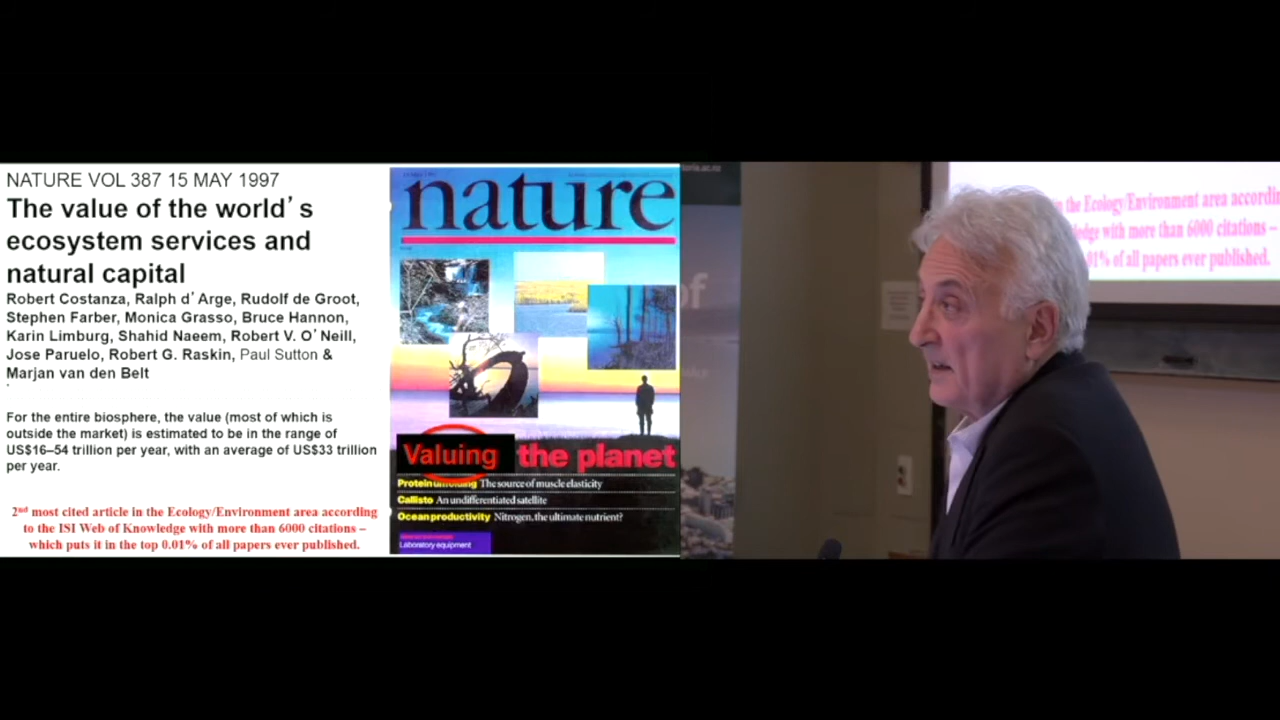 NATURE VOL 387 15 MAY 1997
The value of the world's
ecosystem services and
natural capital
Robert Costanza, Ralph d'Arge, Rudolf de Groot,
Stephen Farber, Monica Grasso, Bruce Hannon,
Karin Limburg, Shahid Naeem, Robert V. O'Neill,
Jose Paruelo, Robert G. Raskin, Paul Sutton &
Marjan van den Belt
For the entire biosphere, the value (most of which is
outside the market) is estimated to be in the range of
US$16–54 trillion per year, with an average of US$33 trillion
per year.
2nd most cited article in the Ecology/Environment area according
to the ISI Web of Knowledge with more than 6000 citations –
which puts it in the top 0.01% of all papers ever published.
nature
Valuing the planet
Protein unfolding The source of muscle elasticity
Callisto An undifferentiated satellite
Ocean productivity Nitrogen, the ultimate nutrient?
Laboratory equipment
of
the Ecology/Environment area
with more than 6000 citations –
of all papers ever published.